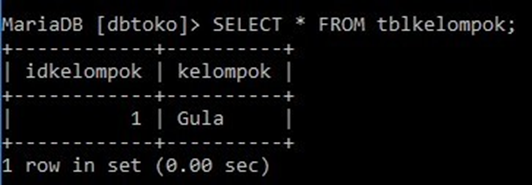 MariaDB [dbtoko]> SELECT * FROM tblkelompok;
+------------+----------+
| idkelompok | kelompok |
+------------+----------+
|          1 | Gula     |
+------------+----------+
1 row in set (0.00 sec)